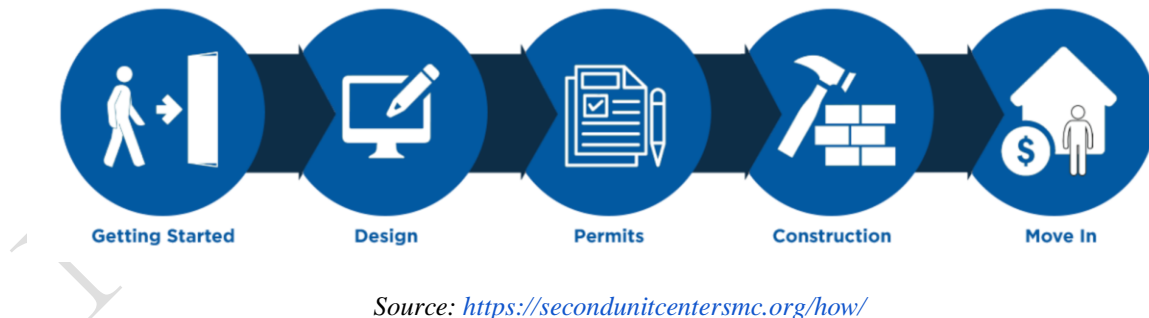 Getting Started
Design
Permits
Construction
Move In
Source: https://secondunitcentersmc.org/how/